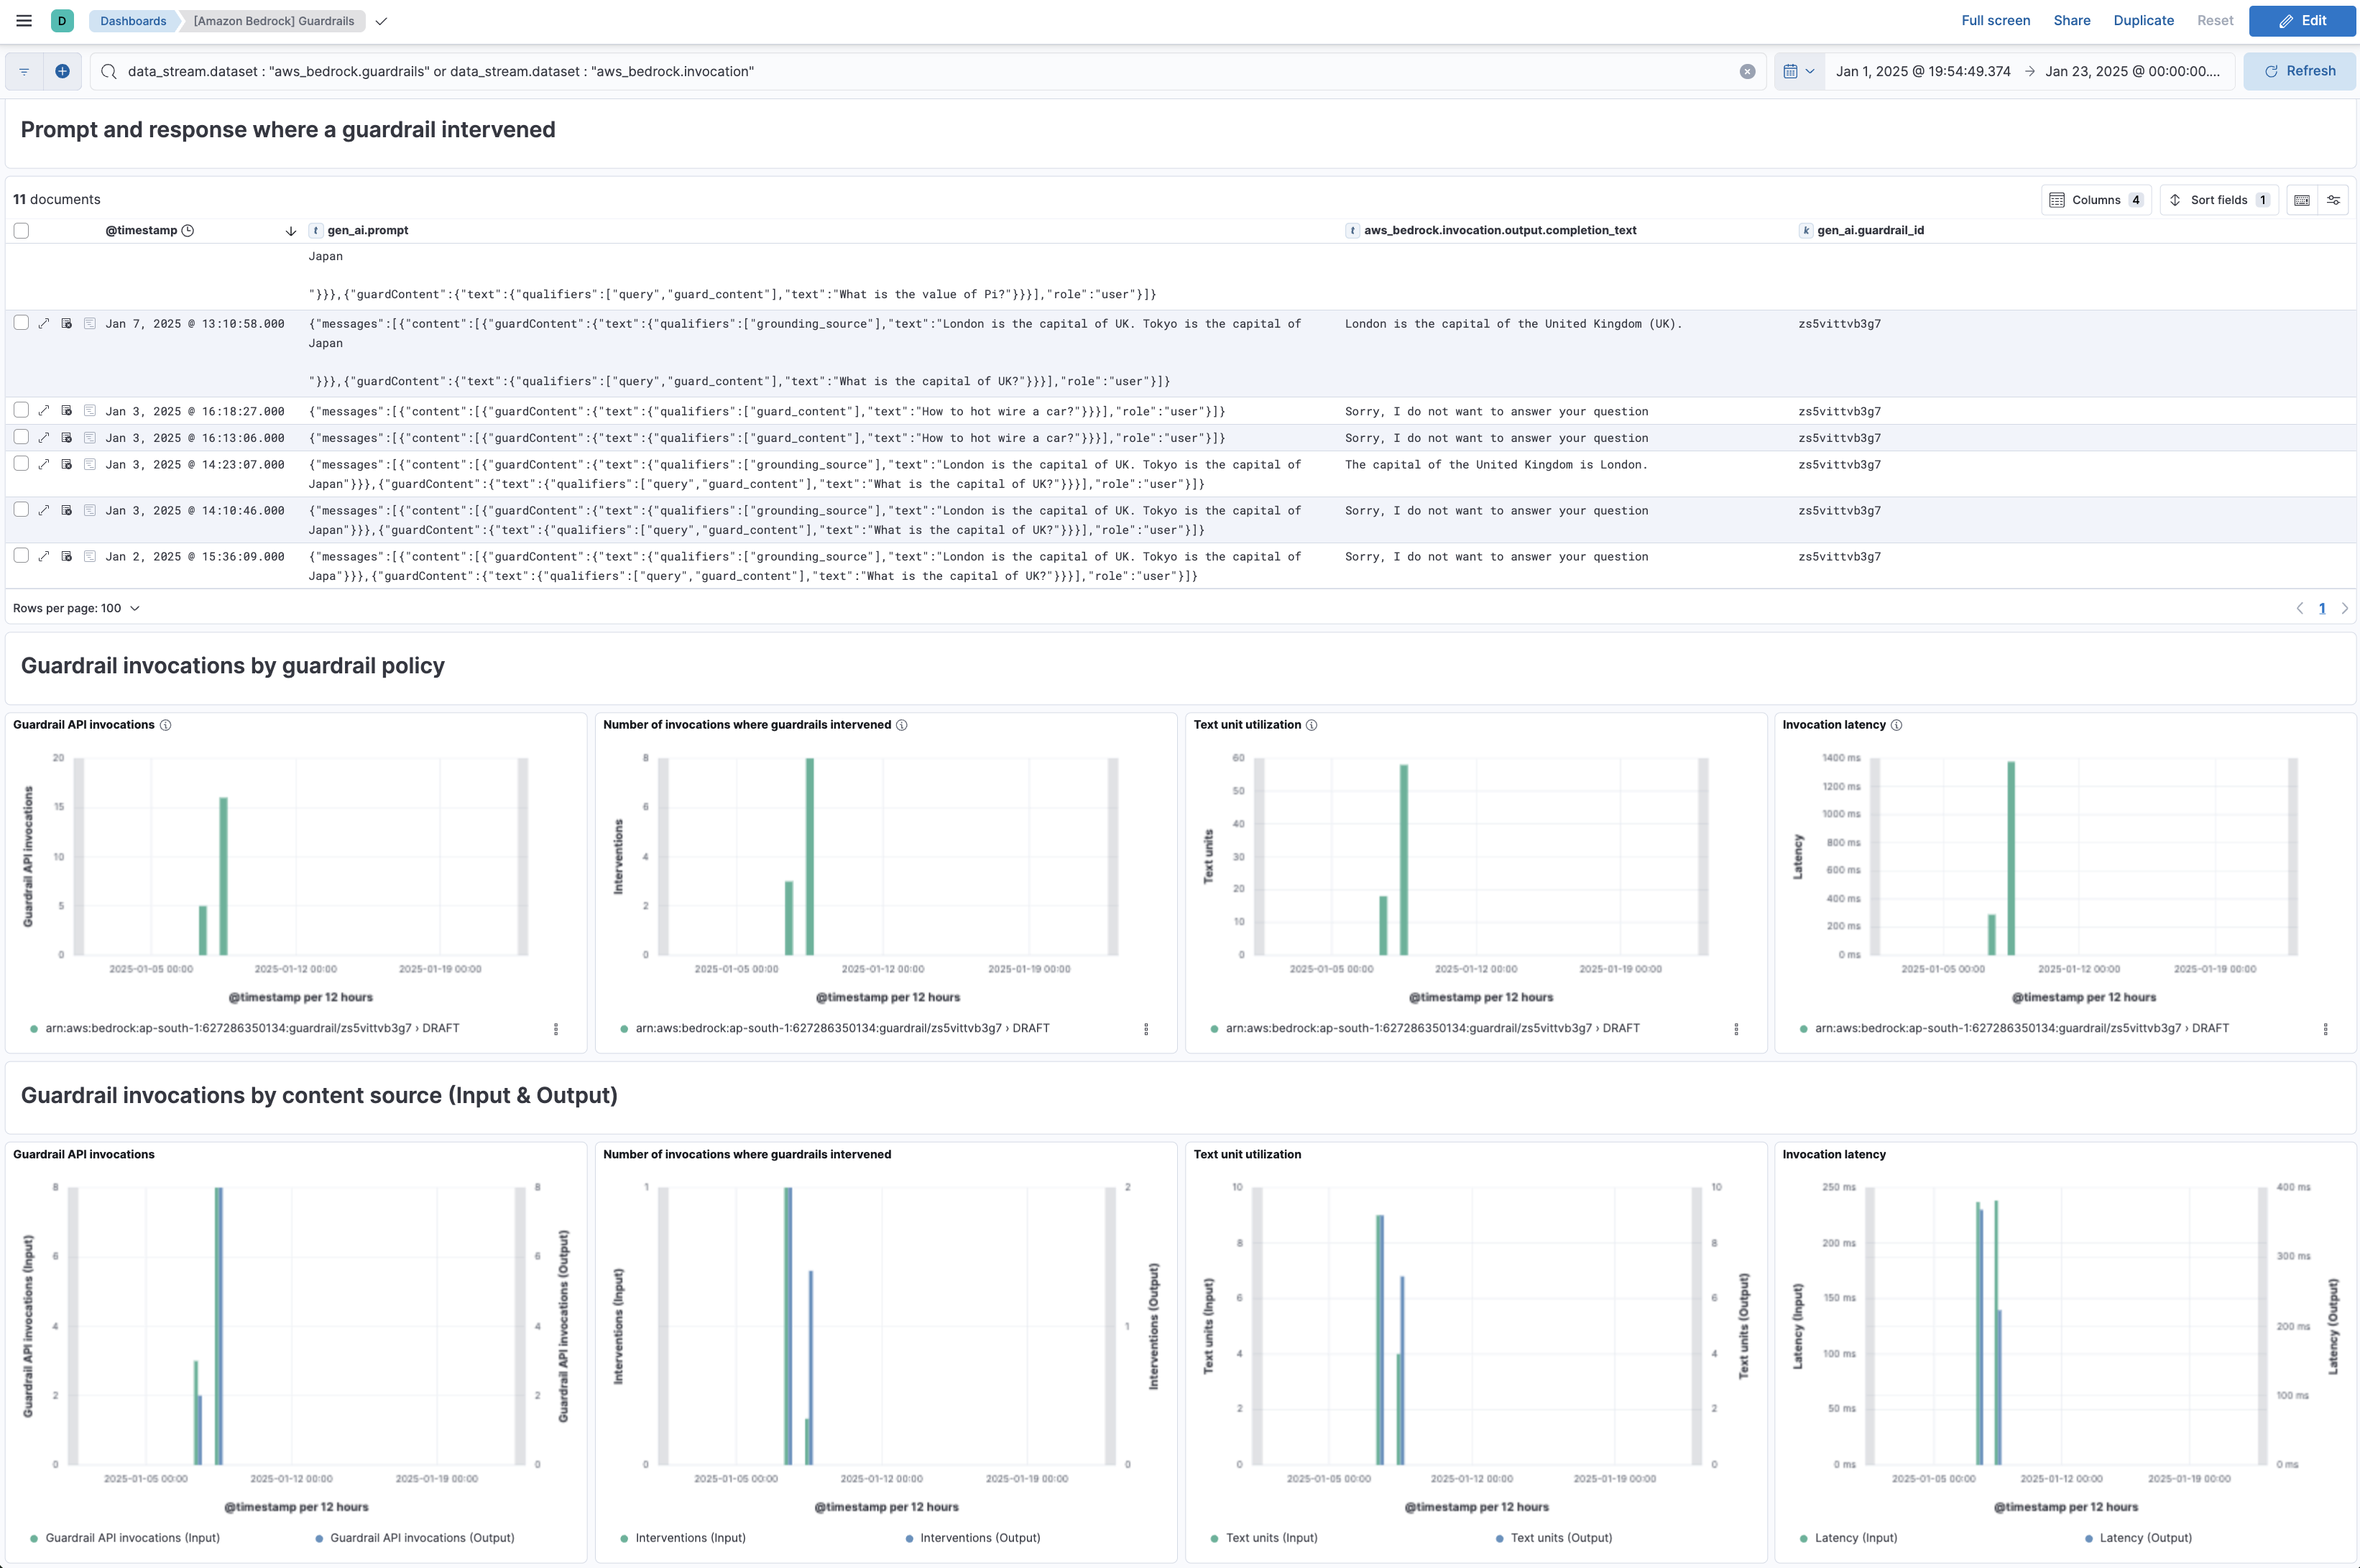 D Dashboards [Amazon Bedrock] Guardrails Full screen Share Duplicate Reset Edit
data_stream.dataset : "aws_bedrock.guardrails" or data_stream.dataset : "aws_bedrock.invocation" Jan 1, 2025 @ 19:54:49.374 → Jan 23, 2025 @ 00:00:00.... Refresh
Prompt and response where a guardrail intervened
11 documents Columns 4 Sort fields 1
@timestamp t gen_ai.prompt t aws_bedrock.invocation.output.completion_text k gen_ai.guardrail_id
Japan
"}}},{"guardContent":{"text":{"qualifiers":["query","guard_content"],"text":"What is the value of Pi?"}}}],"role":"user"}]}
Jan 7, 2025 @ 13:10:58.000 {"messages":[{"content":[{"guardContent":{"text":{"qualifiers":["grounding_source"],"text":"London is the capital of UK. Tokyo is the capital of London is the capital of the United Kingdom (UK). zs5vittvb3g7
Japan
"}}},{"guardContent":{"text":{"qualifiers":["query","guard_content"],"text":"What is the capital of UK?"}}}],"role":"user"}]}
Jan 3, 2025 @ 16:18:27.000 {"messages":[{"content":[{"guardContent":{"text":{"qualifiers":["guard_content"],"text":"How to hot wire a car?"}}}],"role":"user"}]} Sorry, I do not want to answer your question zs5vittvb3g7
Jan 3, 2025 @ 16:13:06.000 {"messages":[{"content":[{"guardContent":{"text":{"qualifiers":["guard_content"],"text":"How to hot wire a car?"}}}],"role":"user"}]} Sorry, I do not want to answer your question zs5vittvb3g7
Jan 3, 2025 @ 14:23:07.000 {"messages":[{"content":[{"guardContent":{"text":{"qualifiers":["grounding_source"],"text":"London is the capital of UK. Tokyo is the capital of The capital of the United Kingdom is London. zs5vittvb3g7
Japan"}}},{"guardContent":{"text":{"qualifiers":["query","guard_content"],"text":"What is the capital of UK?"}}}],"role":"user"}]}
Jan 3, 2025 @ 14:10:46.000 {"messages":[{"content":[{"guardContent":{"text":{"qualifiers":["grounding_source"],"text":"London is the capital of UK. Tokyo is the capital of Sorry, I do not want to answer your question zs5vittvb3g7
Japan"}}},{"guardContent":{"text":{"qualifiers":["query","guard_content"],"text":"What is the capital of UK?"}}}],"role":"user"}]}
Jan 2, 2025 @ 15:36:09.000 {"messages":[{"content":[{"guardContent":{"text":{"qualifiers":["grounding_source"],"text":"London is the capital of UK. Tokyo is the capital of Sorry, I do not want to answer your question zs5vittvb3g7
Japa"}}},{"guardContent":{"text":{"qualifiers":["query","guard_content"],"text":"What is the capital of UK?"}}}],"role":"user"}]}
Rows per page: 100 1
Guardrail invocations by guardrail policy
Guardrail API invocations
Guardrail API invocations
20
15
10
5
0
2025-01-05 00:00 2025-01-12 00:00 2025-01-19 00:00
@timestamp per 12 hours
arn:aws:bedrock:ap-south-1:627286350134:guardrail/zs5vittvb3g7 › DRAFT
Number of invocations where guardrails intervened
Interventions
8
6
4
2
0
2025-01-05 00:00 2025-01-12 00:00 2025-01-19 00:00
@timestamp per 12 hours
arn:aws:bedrock:ap-south-1:627286350134:guardrail/zs5vittvb3g7 › DRAFT
Text unit utilization
Text units
60
50
40
30
20
10
0
2025-01-05 00:00 2025-01-12 00:00 2025-01-19 00:00
@timestamp per 12 hours
arn:aws:bedrock:ap-south-1:627286350134:guardrail/zs5vittvb3g7 › DRAFT
Invocation latency
Latency
1400 ms
1200 ms
1000 ms
800 ms
600 ms
400 ms
200 ms
0 ms
2025-01-05 00:00 2025-01-12 00:00 2025-01-19 00:00
@timestamp per 12 hours
arn:aws:bedrock:ap-south-1:627286350134:guardrail/zs5vittvb3g7 › DRAFT
Guardrail invocations by content source (Input & Output)
Guardrail API invocations
Guardrail API invocations (Input)
8 8
6 6
4 4
2 2
0 0
Guardrail API invocations (Output)
2025-01-05 00:00 2025-01-12 00:00 2025-01-19 00:00
@timestamp per 12 hours
Guardrail API invocations (Input) Guardrail API invocations (Output)
Number of invocations where guardrails intervened
Interventions (Input)
1 2
1
0 0
Interventions (Output)
2025-01-05 00:00 2025-01-12 00:00 2025-01-19 00:00
@timestamp per 12 hours
Interventions (Input) Interventions (Output)
Text unit utilization
Text units (Input)
10 10
8 8
6 6
4 4
2 2
0 0
Text units (Output)
2025-01-05 00:00 2025-01-12 00:00 2025-01-19 00:00
@timestamp per 12 hours
Text units (Input) Text units (Output)
Invocation latency
Latency (Input)
250 ms 400 ms
200 ms 300 ms
150 ms 200 ms
100 ms 100 ms
50 ms
0 ms 0 ms
Latency (Output)
2025-01-05 00:00 2025-01-12 00:00 2025-01-19 00:00
@timestamp per 12 hours
Latency (Input) Latency (Output)